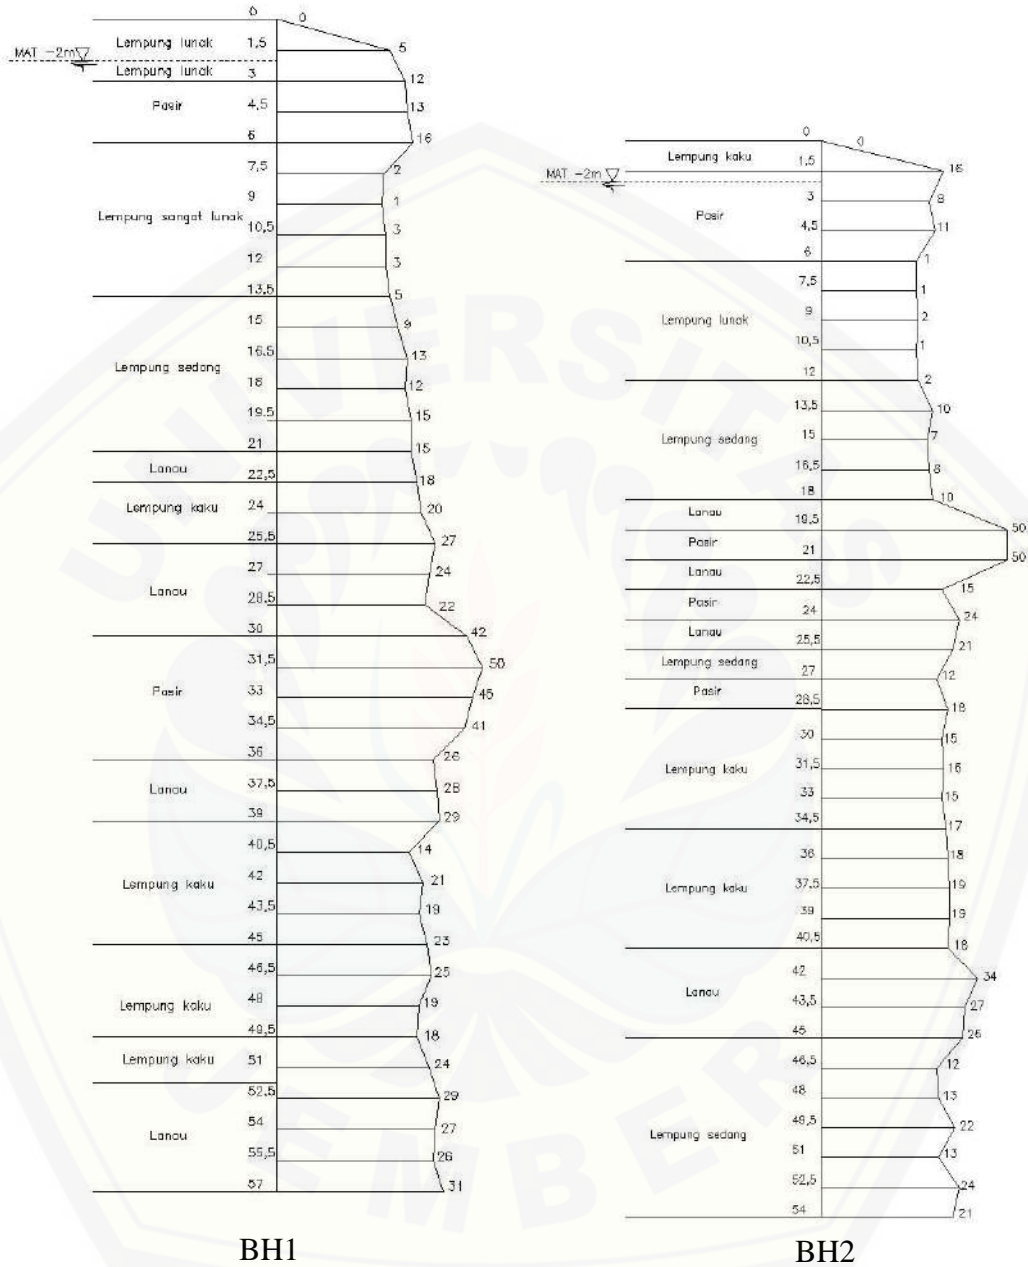 0 0
Lempung lunak 1,5 5
MAT -2m
Lempung lunak 3 12
Pasir 4,5 13
6 16
7,5 2
9 1
Lempung sangat lunak
10,5 3
12 3
13,5 5
15 9
16,5 13
Lempung sedang
18 12
19,5 15
21 15
Lanau 22,5 18
Lempung kaku 24 20
25,5 27
27 24
Lanau
28,5 22
30 42
31,5 50
Pasir 33 45
34,5 41
36 26
Lanau 37,5 28
39 29
40,5 14
Lempung kaku 42 21
43,5 19
45 23
46,5 25
Lempung kaku 48 19
49,5 18
Lempung kaku 51 24
52,5 29
54 27
Lanau
55,5 26
57 31
BH1
0 0
Lempung kaku 1,5 16
MAT -2m
3 8
Pasir
4,5 11
6 1
7,5 1
Lempung lunak 9 2
10,5 1
12 2
13,5 10
Lempung sedang 15 7
16,5 8
18 10
Lanau 19,5 50
Pasir 21 50
Lanau 22,5 15
Pasir 24 24
Lanau 25,5 21
Lempung sedang 27 12
Pasir 28,5 18
30 15
Lempung kaku 31,5 16
33 15
34,5 17
36 18
Lempung kaku 37,5 19
39 19
40,5 18
42 34
Lanau 43,5 27
45 26
46,5 12
48 13
49,5 22
Lempung sedang
51 13
52,5 24
54 21
BH2
UNIVERSITAS
JEMBER